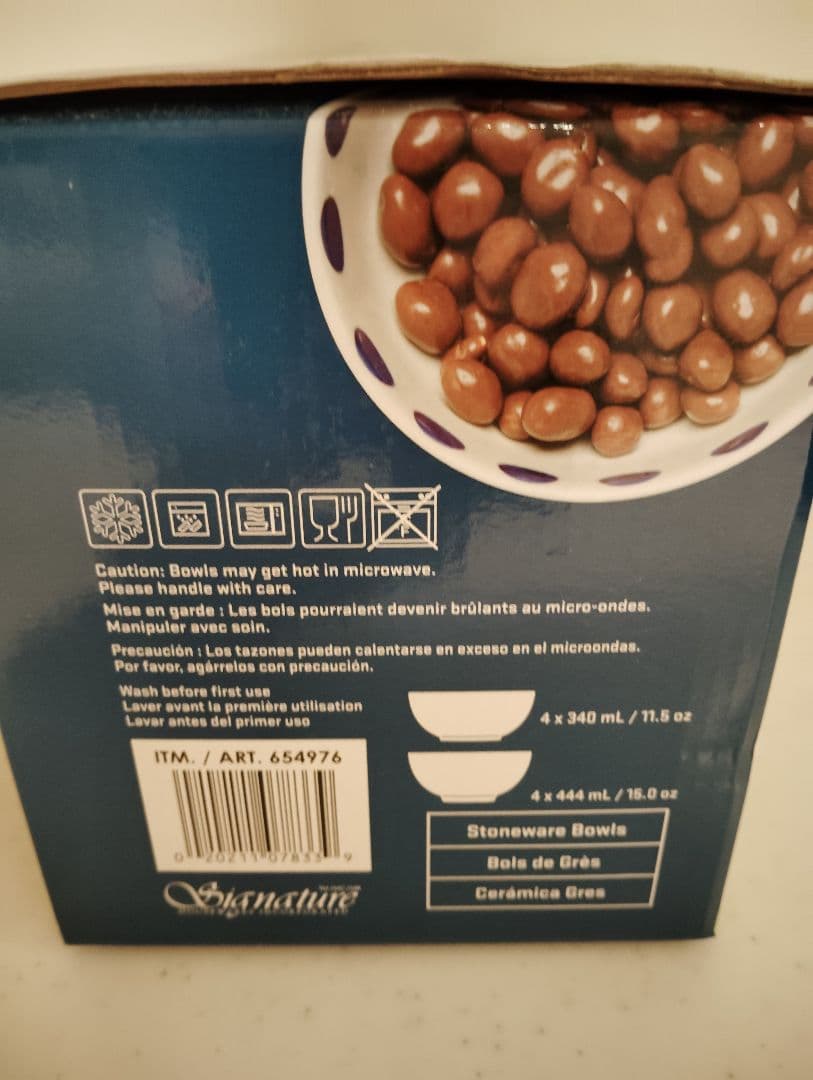 Caution: Bowls may get hot in microwave.
Please handle with care.
Mise en garde : Les bols pourraient devenir brûlants au micro-ondes.
Manipuler avec soin.
Precaución : Los tazones pueden calentarse en exceso en el microondas.
Por favor, agárrelos con precaución.
Wash before first use
Laver avant la première utilisation
Lavar antes del primer uso
4 x 340 mL / 11.5 oz
4 x 444 mL / 15.0 oz
ITM. / ART. 654976
0 20211 07833 9
Signature
Stoneware Bowls
Bols de Grès
Cerámica Gres